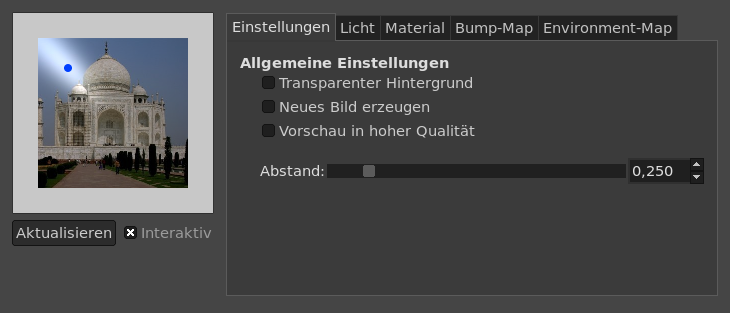 Einstellungen Licht Material Bump-Map Environment-Map
Allgemeine Einstellungen
Transparenter Hintergrund
Neues Bild erzeugen
Vorschau in hoher Qualität
Abstand: 0,250
Aktualisieren Interaktiv